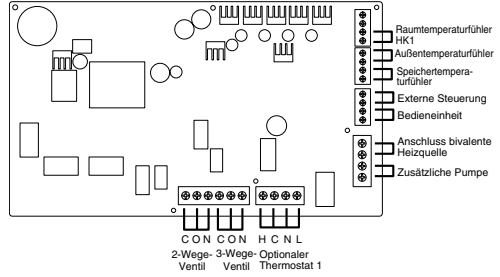 Raumtemperaturfühler
HK1
Außentemperaturfühler
Speichertempera-
turfühler
Externe Steuerung
Bedieneinheit
Anschluss bivalente
Heizquelle
Zusätzliche Pumpe
C O N C O N H C N L
2-Wege- 3-Wege- Optionaler
Ventil Ventil Thermostat 1